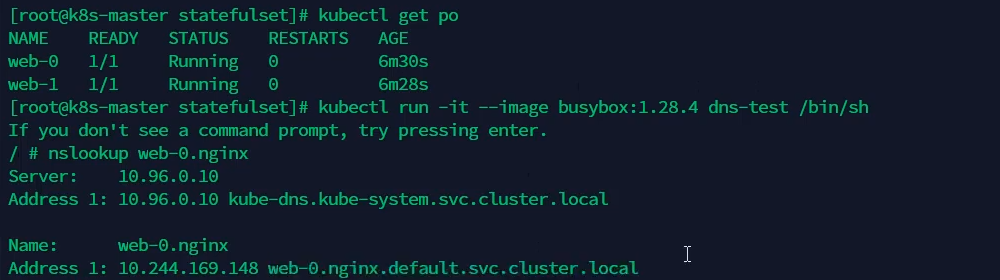 [root@k8s-master statefulset]# kubectl get po
NAME    READY   STATUS    RESTARTS   AGE
web-0   1/1     Running   0          6m30s
web-1   1/1     Running   0          6m28s
[root@k8s-master statefulset]# kubectl run -it --image busybox:1.28.4 dns-test /bin/sh
If you don't see a command prompt, try pressing enter.
/ # nslookup web-0.nginx
Server:    10.96.0.10
Address 1: 10.96.0.10 kube-dns.kube-system.svc.cluster.local

Name:      web-0.nginx
Address 1: 10.244.169.148 web-0.nginx.default.svc.cluster.local